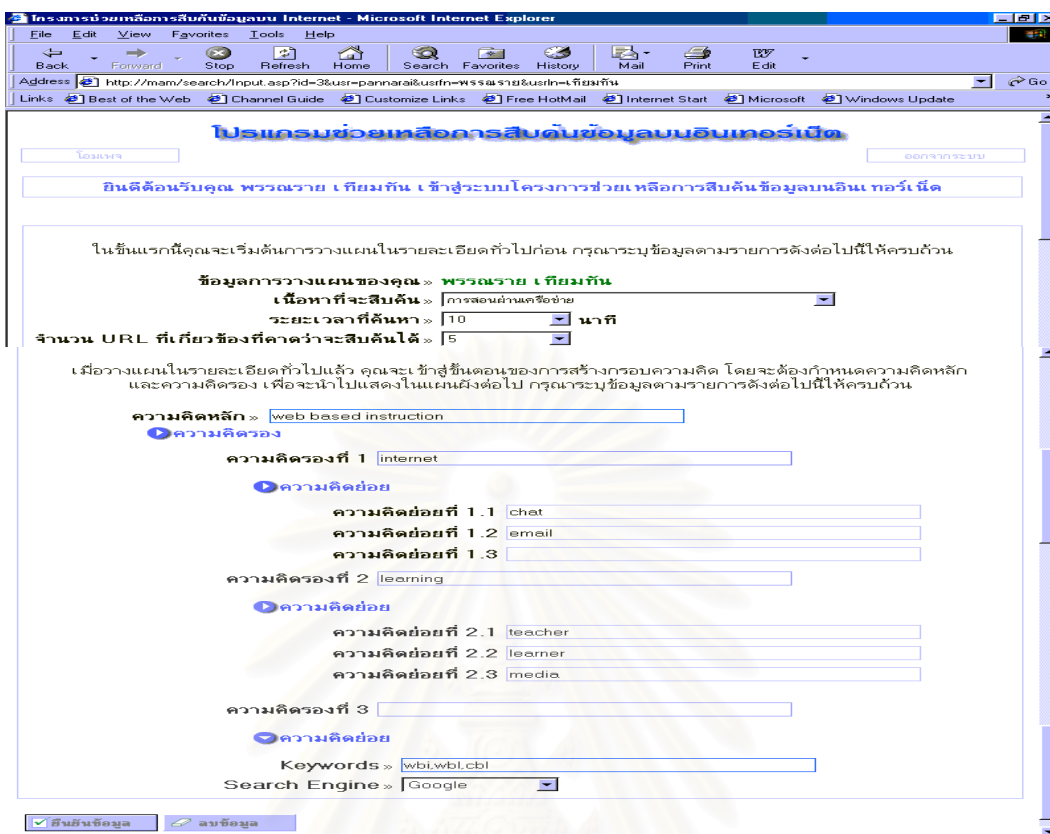 โครงการช่วยเหลือการสืบค้นข้อมูลบน Internet - Microsoft Internet Explorer
File Edit View Favorites Tools Help
Back Forward Stop Refresh Home Search Favorites History Mail Print Edit
Address http://mam/search/Input.asp?id=3&usr=pannarai&usrfn=พรรณราย&usrln=เทียมทัน Go
Links Best of the Web Channel Guide Customize Links Free HotMail Internet Start Microsoft Windows Update
โปรแกรมช่วยเหลือการสืบค้นข้อมูลบนอินเทอร์เน็ต
โฮมเพจ ออกจากระบบ
ยินดีต้อนรับคุณ พรรณราย เทียมทัน เข้าสู่ระบบโครงการช่วยเหลือการสืบค้นข้อมูลบนอินเทอร์เน็ต
ในขั้นแรกนี้คุณจะเริ่มต้นการวางแผนในรายละเอียดทั่วไปก่อน กรุณาระบุข้อมูลตามรายการดังต่อไปนี้ให้ครบถ้วน
ข้อมูลการวางแผนของคุณ » พรรณราย เทียมทัน
เนื้อหาที่จะสืบค้น » การสอนผ่านเครือข่าย
ระยะเวลาที่ค้นหา » 10 นาที
จำนวน URL ที่เกี่ยวข้องที่คาดว่าจะสืบค้นได้ » 5
เมื่อวางแผนในรายละเอียดทั่วไปแล้ว คุณจะเข้าสู่ขั้นตอนของการสร้างกรอบความคิด โดยจะต้องกำหนดความคิดหลัก
และความคิดรอง เพื่อจะนำไปแสดงในแผนผังต่อไป กรุณาระบุข้อมูลตามรายการดังต่อไปนี้ให้ครบถ้วน
ความคิดหลัก » web based instruction
ความคิดรอง
ความคิดรองที่ 1 internet
ความคิดย่อย
ความคิดย่อยที่ 1.1 chat
ความคิดย่อยที่ 1.2 email
ความคิดย่อยที่ 1.3
ความคิดรองที่ 2 learning
ความคิดย่อย
ความคิดย่อยที่ 2.1 teacher
ความคิดย่อยที่ 2.2 learner
ความคิดย่อยที่ 2.3 media
ความคิดรองที่ 3
ความคิดย่อย
Keywords » wbi,wbl,cbl
Search Engine » Google
ยืนยันข้อมูล ลบข้อมูล